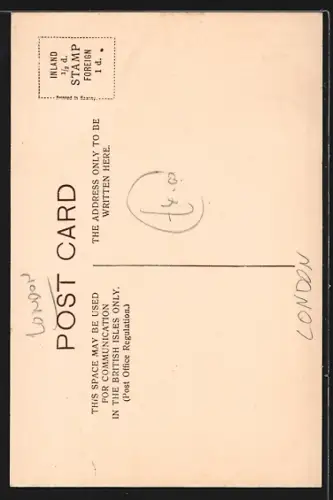 LONDON
POST CARD
THIS SPACE MAY BE USED
FOR COMMUNICATION
IN THE BRITISH ISLES ONLY.
(Post Office Regulation.)
THE ADDRESS ONLY TO BE
WRITTEN HERE.
INLAND
½ d.
STAMP
FOREIGN
1 d.
Printed in Saxony.
LONDON